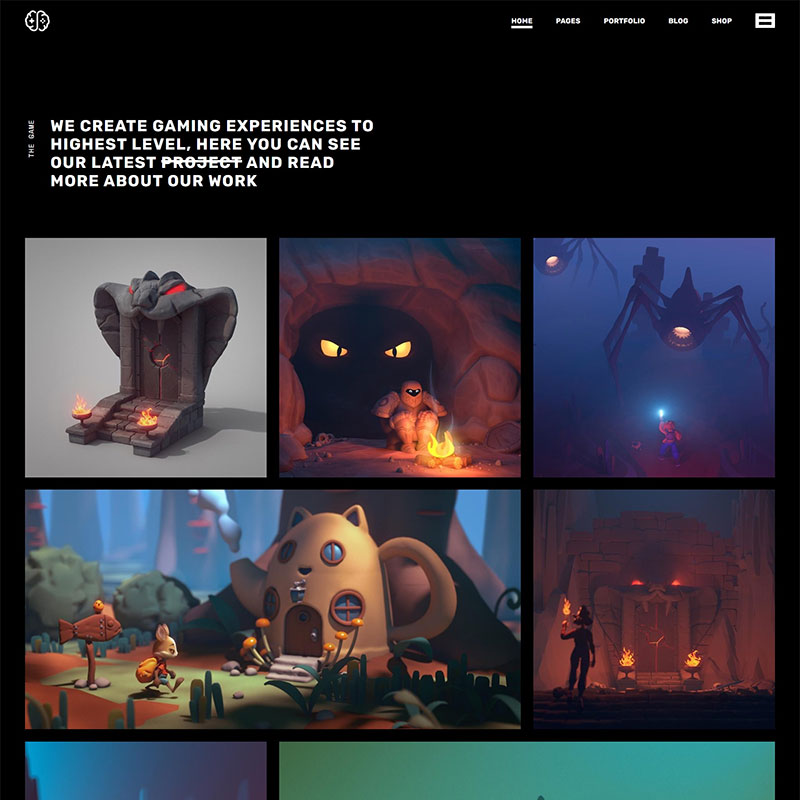 HOME PAGES PORTFOLIO BLOG SHOP
THE GAME
WE CREATE GAMING EXPERIENCES TO
HIGHEST LEVEL, HERE YOU CAN SEE
OUR LATEST PROJECT AND READ
MORE ABOUT OUR WORK